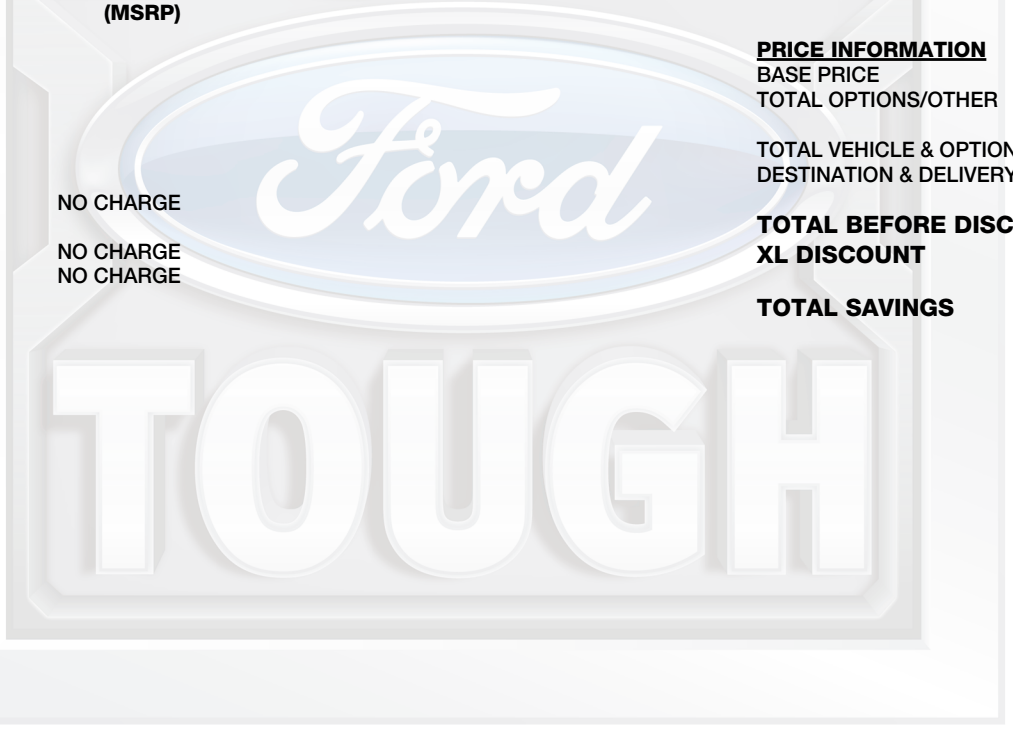 (MSRP)
NO CHARGE
NO CHARGE
NO CHARGE
PRICE INFORMATION
BASE PRICE
TOTAL OPTIONS/OTHER
TOTAL VEHICLE & OPTION
DESTINATION & DELIVERY
TOTAL BEFORE DISC
XL DISCOUNT
TOTAL SAVINGS
Ford
TOUGH